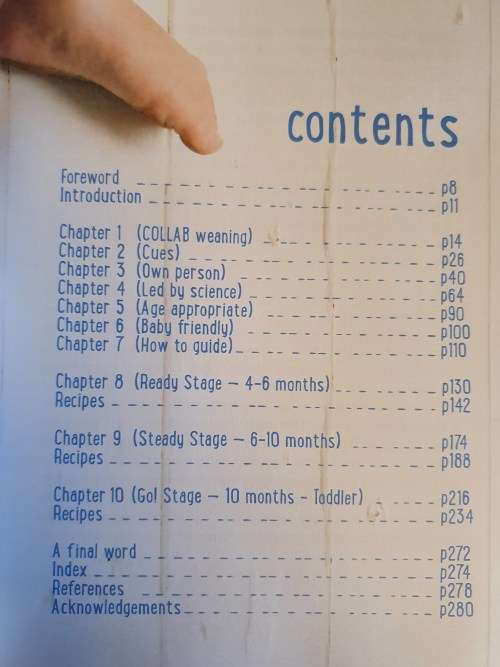 contents
Foreword p8
Introduction p11
Chapter 1 (COLLAB weaning) p14
Chapter 2 (Cues) p26
Chapter 3 (Own person) p40
Chapter 4 (Led by science) p64
Chapter 5 (Age appropriate) p90
Chapter 6 (Baby friendly) p100
Chapter 7 (How to guide) p110
Chapter 8 (Ready Stage – 4-6 months) p130
Recipes p142
Chapter 9 (Steady Stage – 6-10 months) p174
Recipes p188
Chapter 10 (Go! Stage – 10 months - Toddler) p216
Recipes p234
A final word p272
Index p274
References p278
Acknowledgements p280